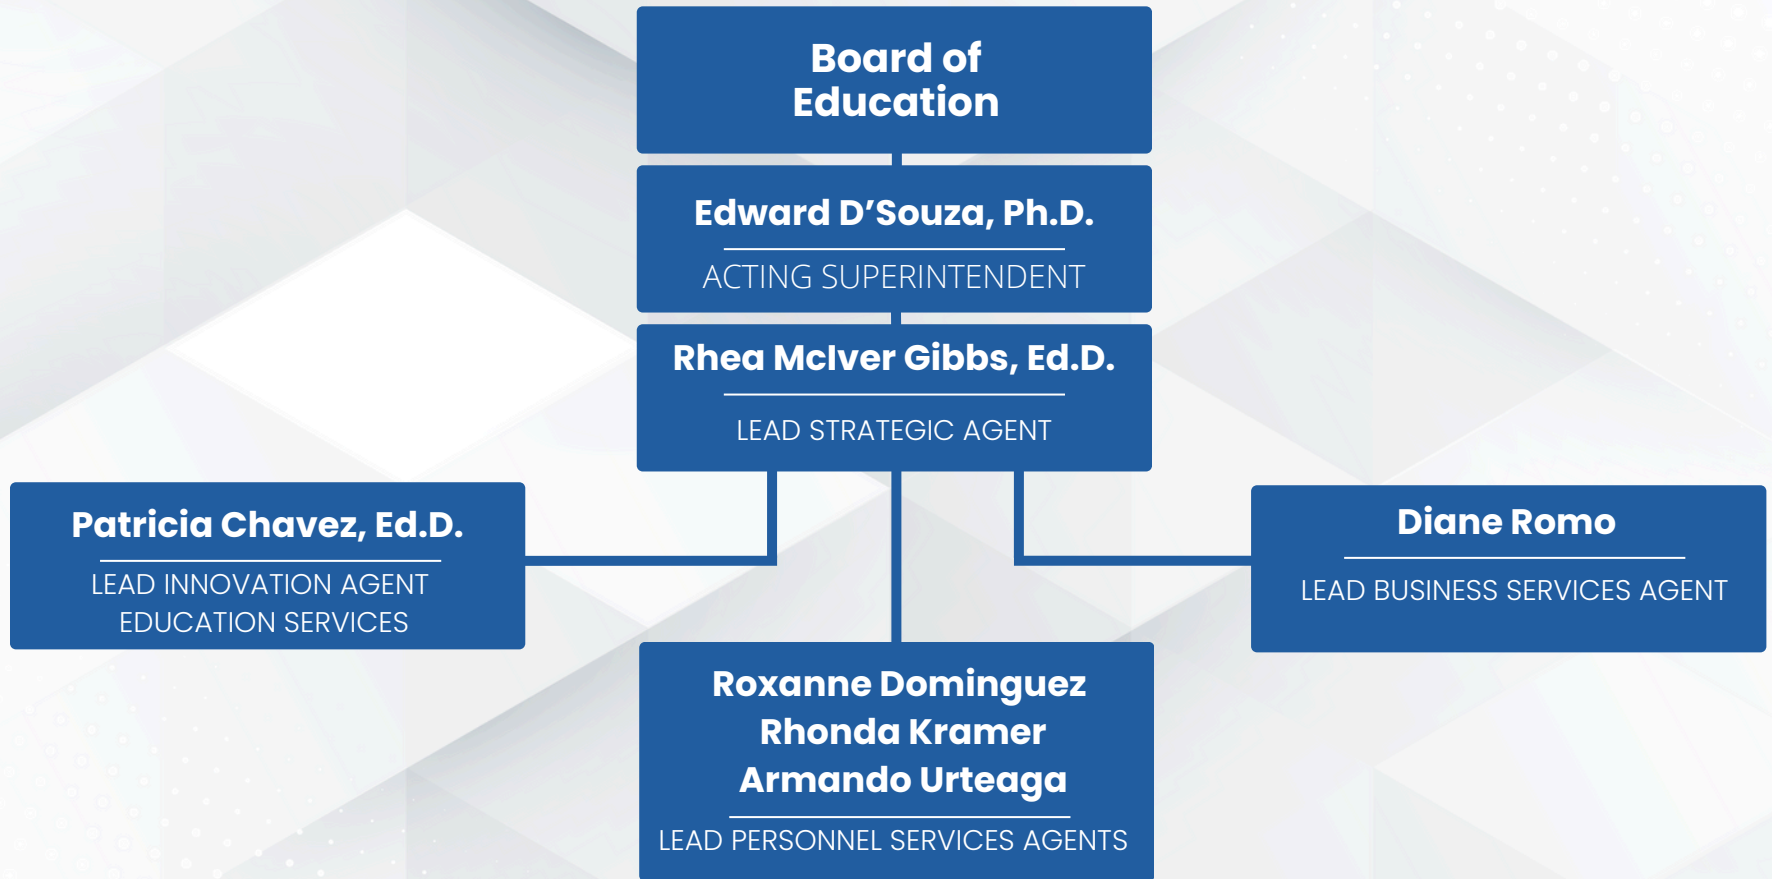 Board of
Education
Edward D’Souza, Ph.D.
ACTING SUPERINTENDENT
Rhea McIver Gibbs, Ed.D.
LEAD STRATEGIC AGENT
Patricia Chavez, Ed.D.
LEAD INNOVATION AGENT
EDUCATION SERVICES
Diane Romo
LEAD BUSINESS SERVICES AGENT
Roxanne Dominguez
Rhonda Kramer
Armando Urteaga
LEAD PERSONNEL SERVICES AGENTS